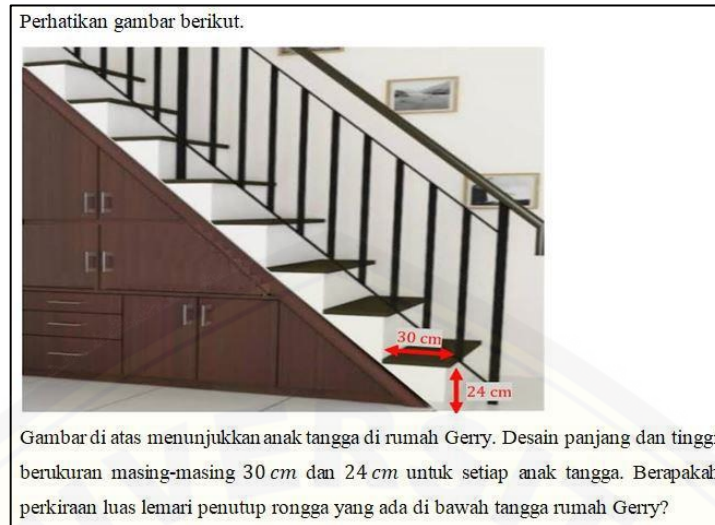 Perhatikan gambar berikut.
30 cm
24 cm
Gambar di atas menunjukkan anak tangga di rumah Gerry. Desain panjang dan tinggi
berukuran masing-masing 30 cm dan 24 cm untuk setiap anak tangga. Berapakah
perkiraan luas lemari penutup rongga yang ada di bawah tangga rumah Gerry?